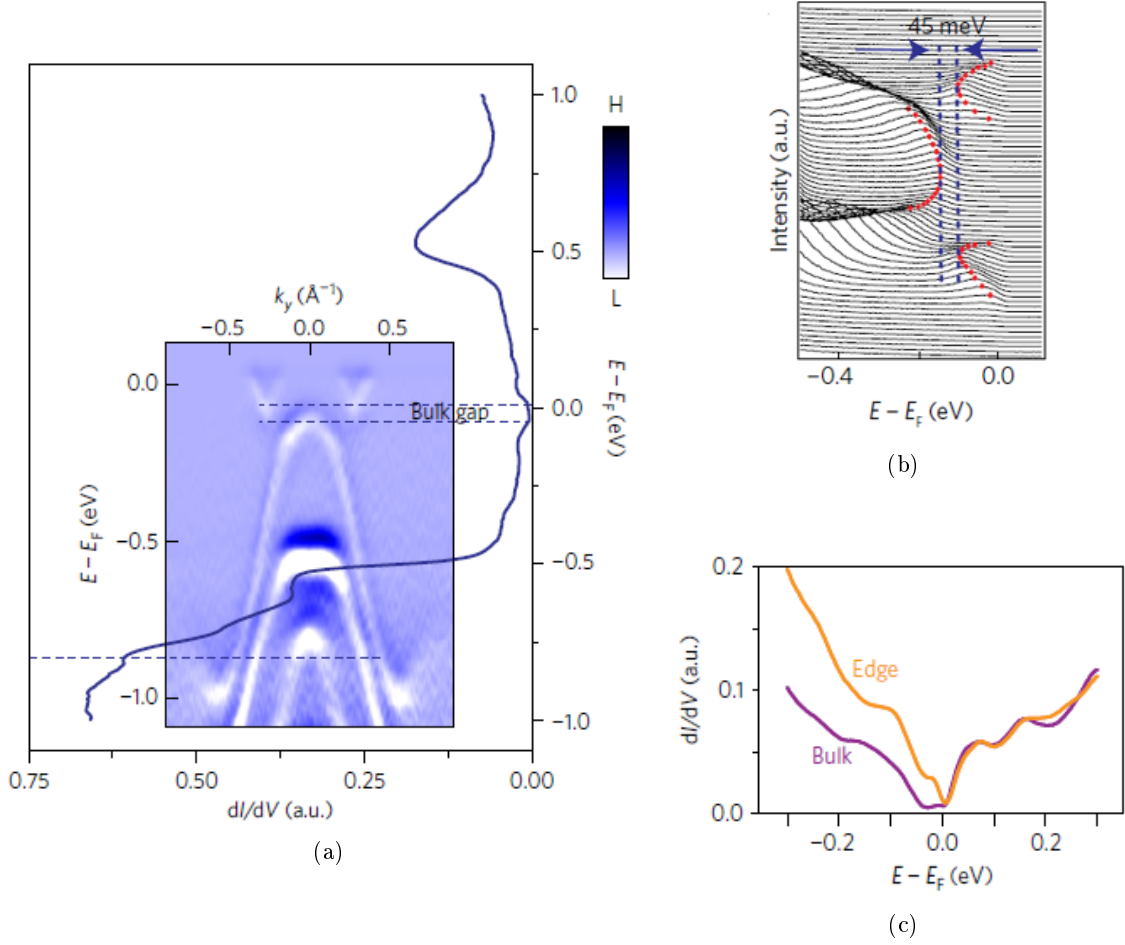 1.0
H
0.5
L
k_y (Å⁻¹)
−0.5 0.0 0.5
0.0
Bulk gap
0.0
E − E_F (eV)
E − E_F (eV)
−0.5
−0.5
−1.0
−1.0
0.75 0.50 0.25 0.00
dI/dV (a.u.)
(a)
45 meV
Intensity (a.u.)
−0.4 0.0
E − E_F (eV)
(b)
0.2
Edge
dI/dV (a.u.)
0.1
Bulk
0.0
−0.2 0.0 0.2
E − E_F (eV)
(c)